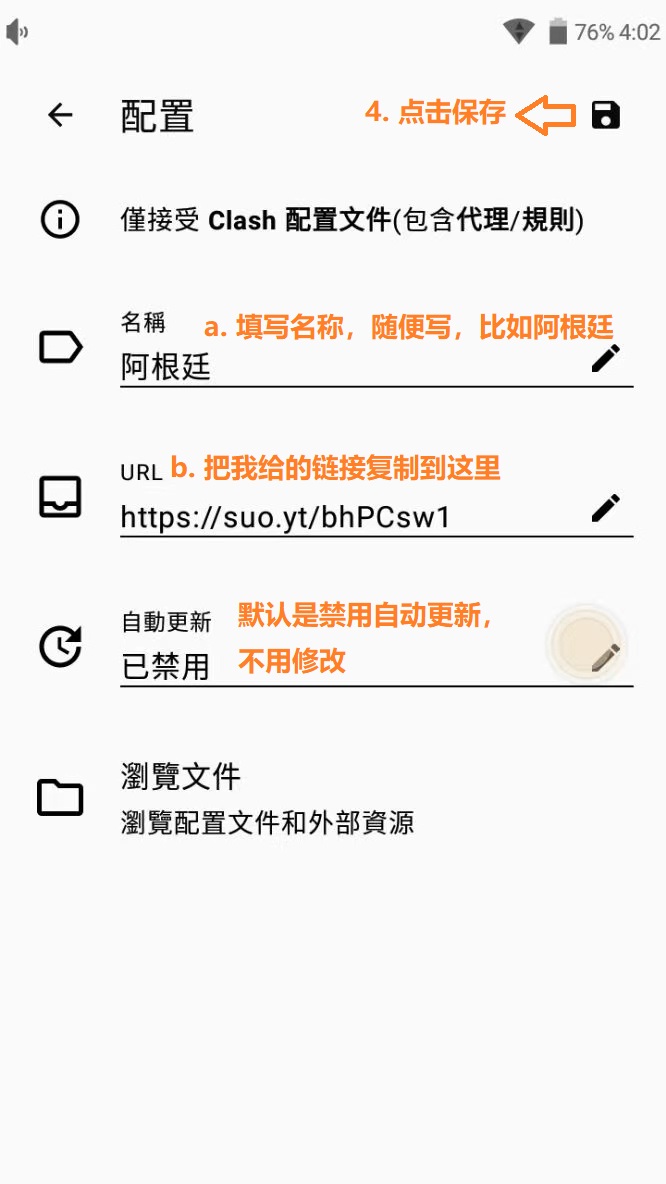 76% 4:02
配置
4. 点击保存
僅接受 Clash 配置文件(包含代理/規則)
名稱
a. 填写名称，随便写，比如阿根廷
阿根廷
URL
b. 把我给的链接复制到这里
https://suo.yt/bhPCsw1
自動更新
默认是禁用自动更新，
已禁用
不用修改
瀏覽文件
瀏覽配置文件和外部資源